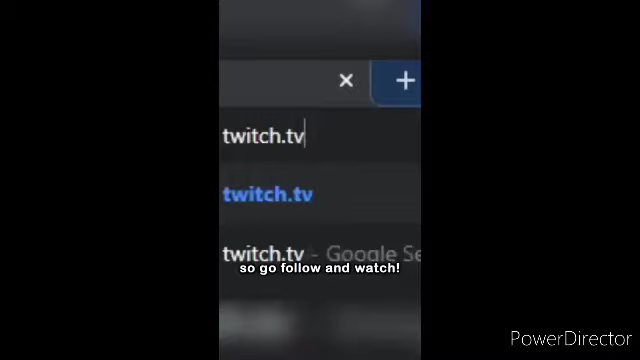 twitch.tv
twitch.tv
twitch.tv - Google Se
so go follow and watch!
PowerDirector